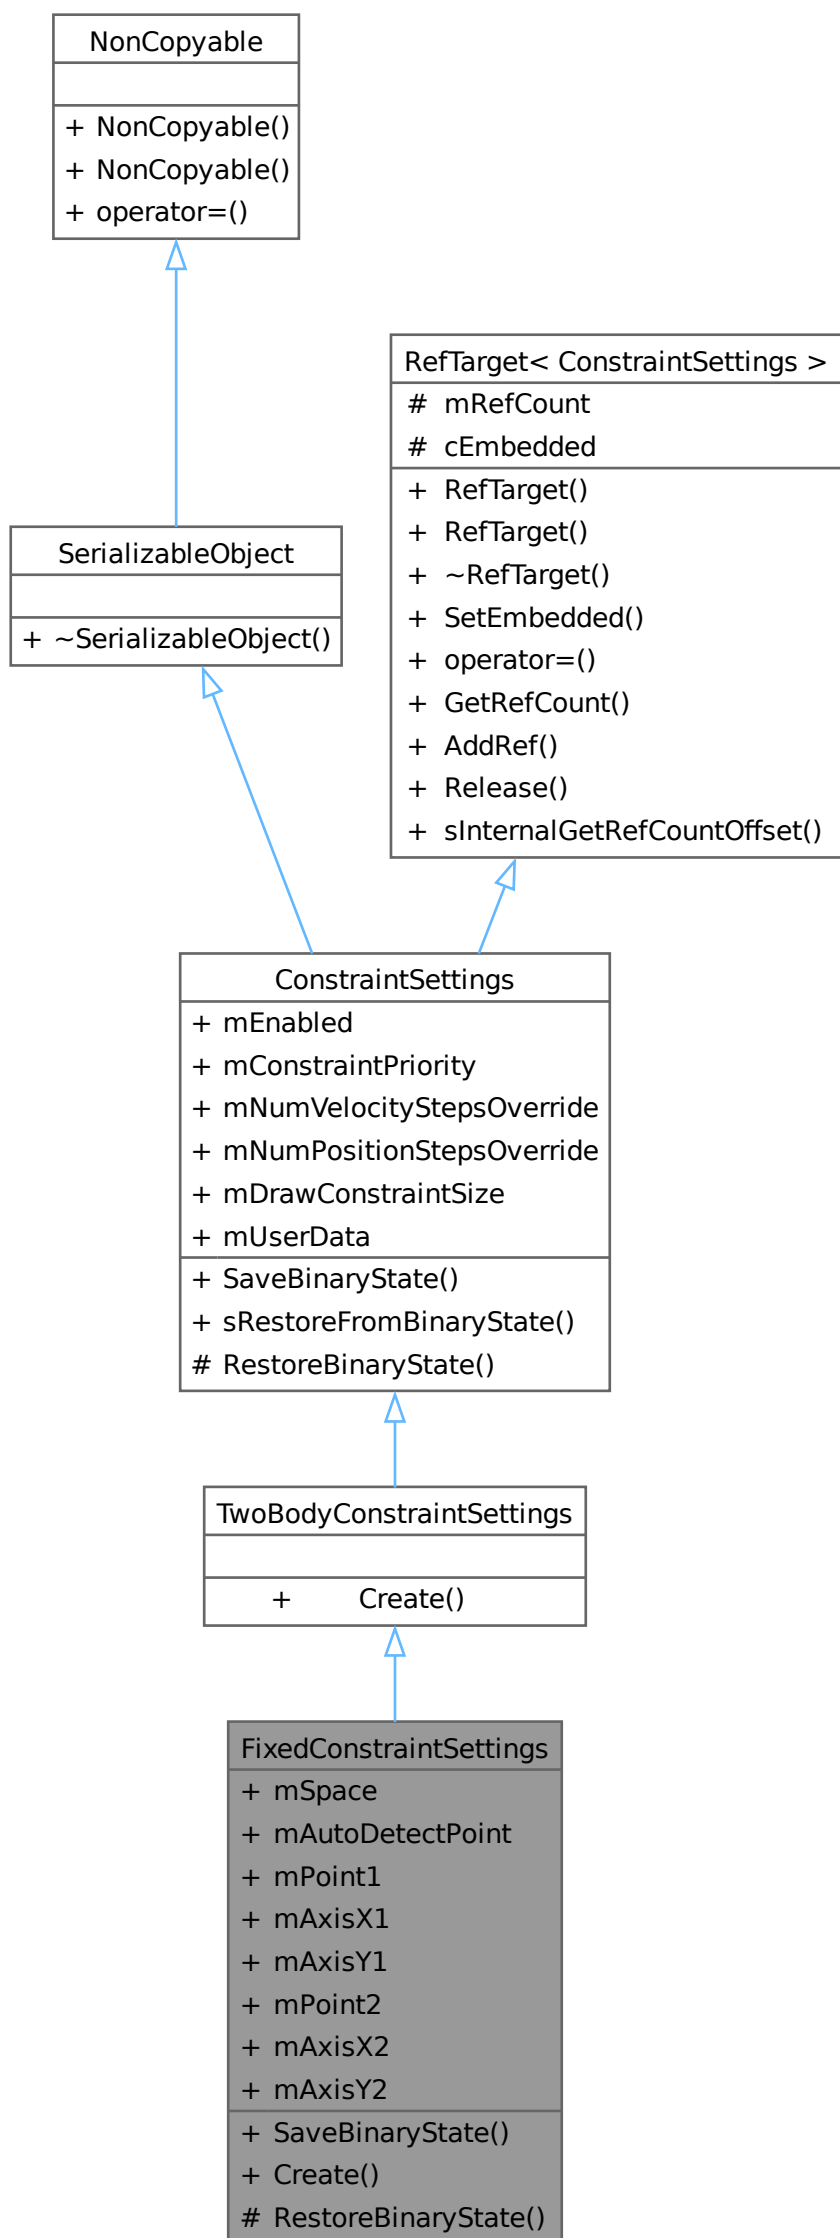 NonCopyable
+ NonCopyable()
+ NonCopyable()
+ operator=()
RefTarget< ConstraintSettings >
# mRefCount
# cEmbedded
+ RefTarget()
+ RefTarget()
+ ~RefTarget()
+ SetEmbedded()
+ operator=()
+ GetRefCount()
+ AddRef()
+ Release()
+ sInternalGetRefCountOffset()
SerializableObject
+ ~SerializableObject()
ConstraintSettings
+ mEnabled
+ mConstraintPriority
+ mNumVelocityStepsOverride
+ mNumPositionStepsOverride
+ mDrawConstraintSize
+ mUserData
+ SaveBinaryState()
+ sRestoreFromBinaryState()
# RestoreBinaryState()
TwoBodyConstraintSettings
+ Create()
FixedConstraintSettings
+ mSpace
+ mAutoDetectPoint
+ mPoint1
+ mAxisX1
+ mAxisY1
+ mPoint2
+ mAxisX2
+ mAxisY2
+ SaveBinaryState()
+ Create()
# RestoreBinaryState()